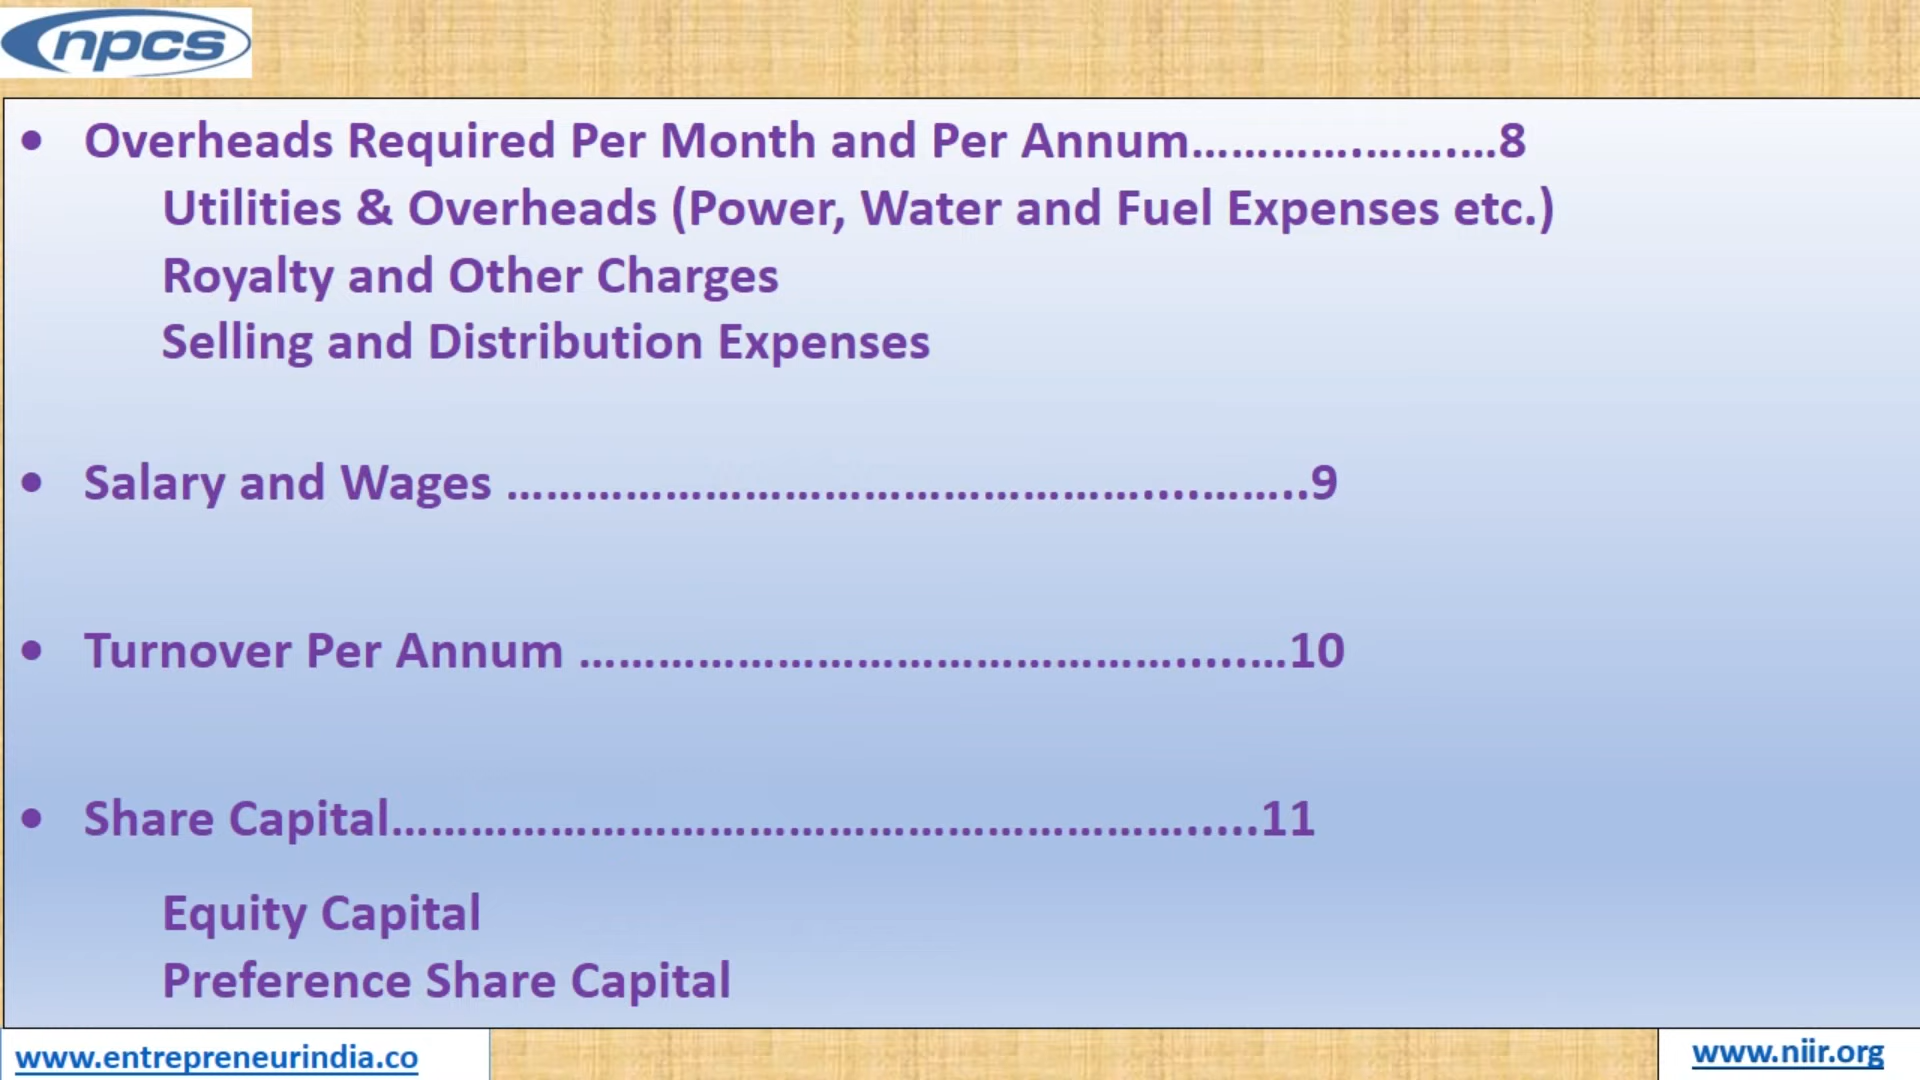 npcs
• Overheads Required Per Month and Per Annum………….…….…8
Utilities & Overheads (Power, Water and Fuel Expenses etc.)
Royalty and Other Charges
Selling and Distribution Expenses
• Salary and Wages …………………………………………....……..9
• Turnover Per Annum ……………………………………….....…10
• Share Capital…………………………………………………….....11
Equity Capital
Preference Share Capital
www.entrepreneurindia.co
www.niir.org